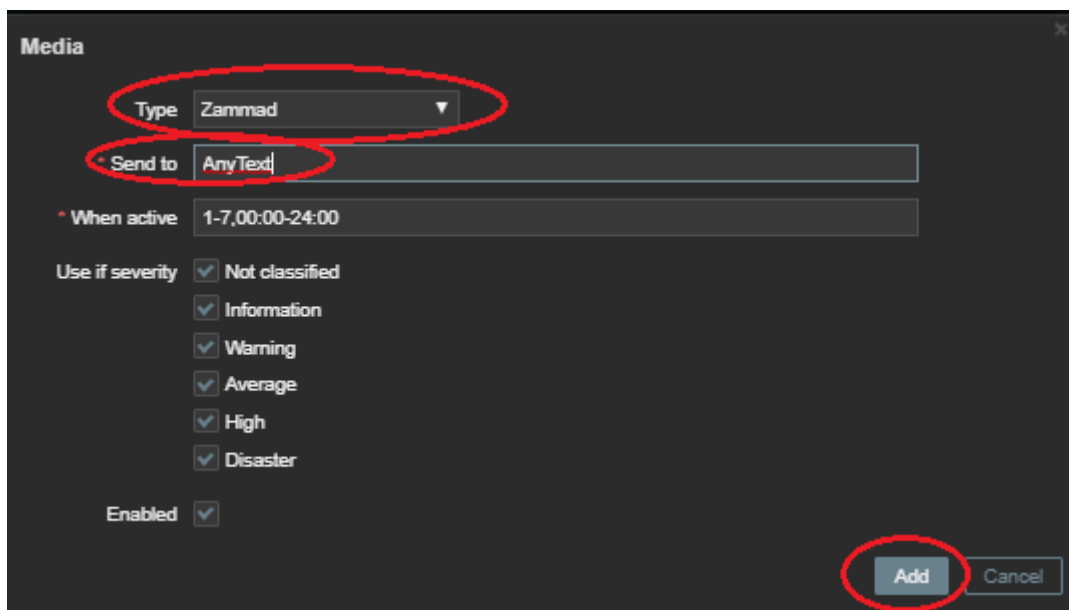 Media
Type Zammad
* Send to AnyText
* When active 1-7,00:00-24:00
Use if severity Not classified
Information
Warning
Average
High
Disaster
Enabled
Add Cancel